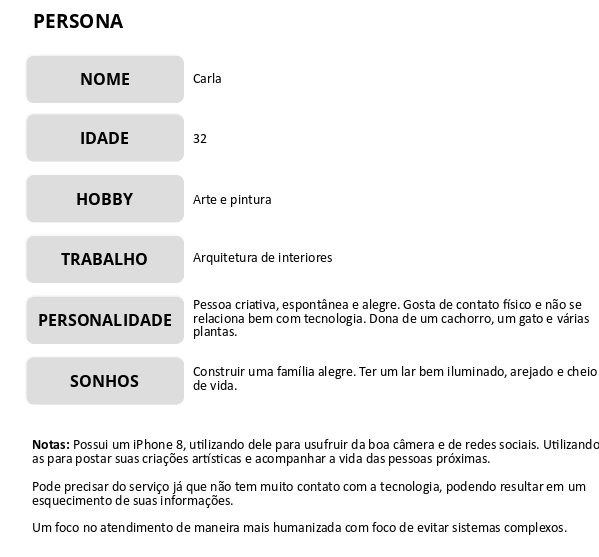 PERSONA
NOME
Carla
IDADE
32
HOBBY
Arte e pintura
TRABALHO
Arquitetura de interiores
PERSONALIDADE
Pessoa criativa, espontânea e alegre. Gosta de contato físico e não se
relaciona bem com tecnologia. Dona de um cachorro, um gato e várias
plantas.
SONHOS
Construir uma família alegre. Ter um lar bem iluminado, arejado e cheio
de vida.
Notas: Possui um iPhone 8, utilizando dele para usufruir da boa câmera e de redes sociais. Utilizando
as para postar suas criações artísticas e acompanhar a vida das pessoas próximas.
Pode precisar do serviço já que não tem muito contato com a tecnologia, podendo resultar em um
esquecimento de suas informações.
Um foco no atendimento de maneira mais humanizada com foco de evitar sistemas complexos.